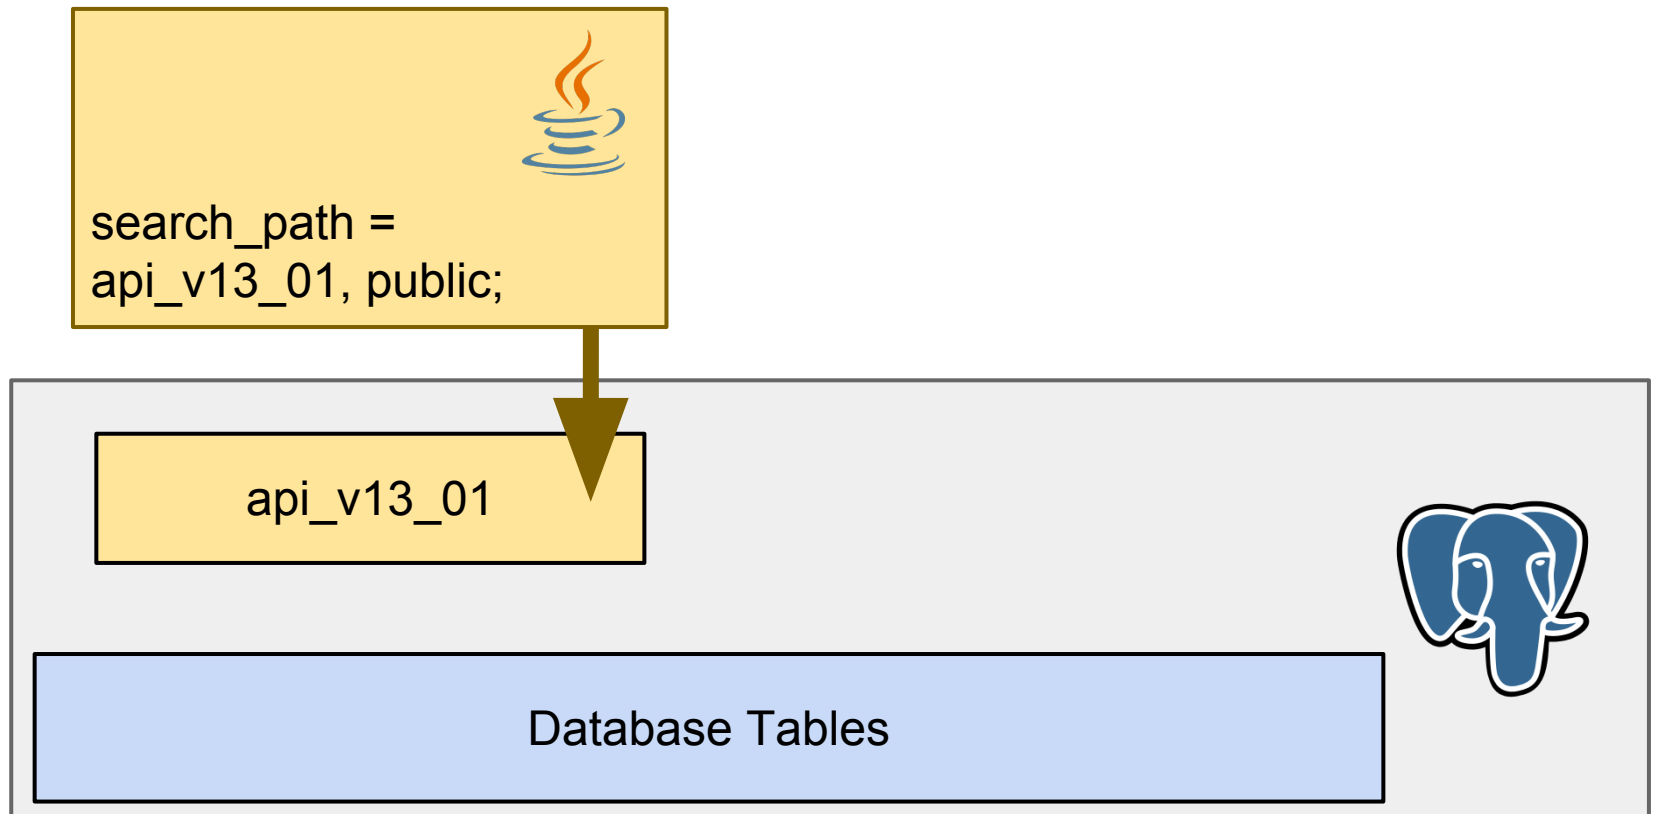 search_path =
api_v13_01, public;
api_v13_01
Database Tables